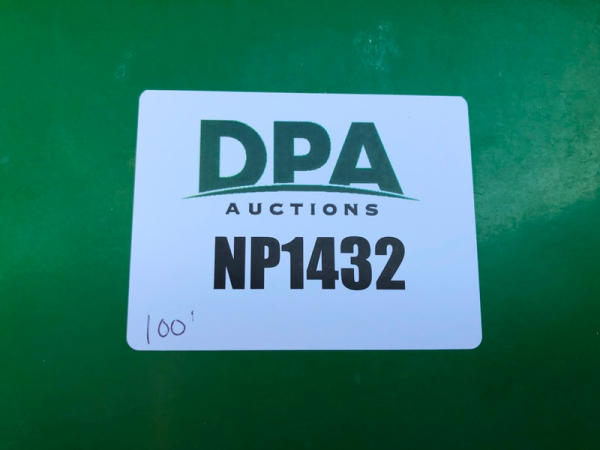 DPA
AUCTIONS
NP1432
100'